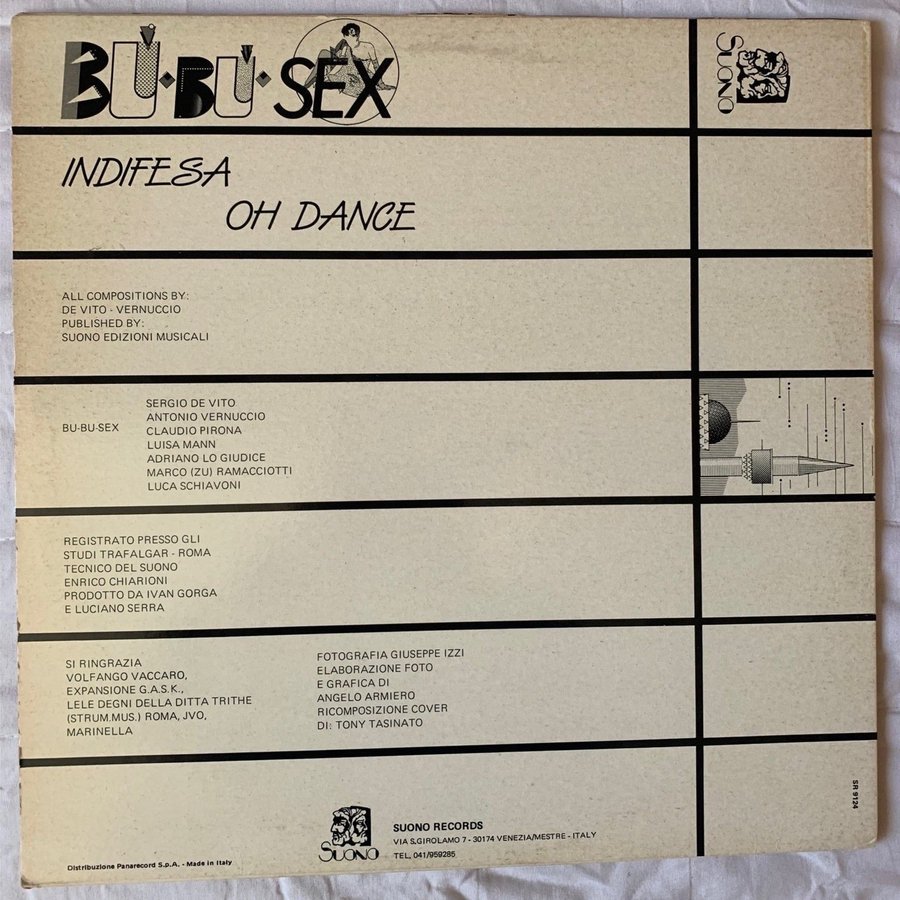 BÙ•BÙ•SEX
SUONO
INDIFESA
OH DANCE
ALL COMPOSITIONS BY:
DE VITO - VERNUCCIO
PUBLISHED BY:
SUONO EDIZIONI MUSICALI
BU-BU-SEX
SERGIO DE VITO
ANTONIO VERNUCCIO
CLAUDIO PIRONA
LUISA MANN
ADRIANO LO GIUDICE
MARCO (ZU) RAMACCIOTTI
LUCA SCHIAVONI
REGISTRATO PRESSO GLI
STUDI TRAFALGAR - ROMA
TECNICO DEL SUONO
ENRICO CHIARIONI
PRODOTTO DA IVAN GORGA
E LUCIANO SERRA
SI RINGRAZIA
VOLFANGO VACCARO,
EXPANSIONE G.A.S.K.,
LELE DEGNI DELLA DITTA TRITHE
(STRUM.MUS.) ROMA, JVO,
MARINELLA
FOTOGRAFIA GIUSEPPE IZZI
ELABORAZIONE FOTO
E GRAFICA DI
ANGELO ARMIERO
RICOMPOSIZIONE COVER
DI: TONY TASINATO
SR 9124
SUONO
SUONO RECORDS
VIA S.GIROLAMO 7 - 30174 VENEZIA/MESTRE - ITALY
TEL. 041/959285
Distribuzione Panarecord S.p.A. - Made in Italy